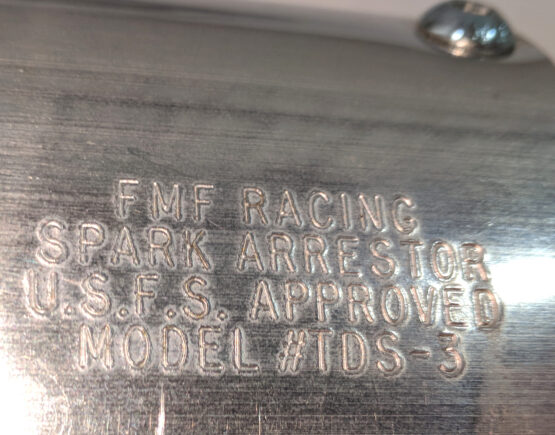 FMF RACING
SPARK ARRESTOR
U.S.F.S. APPROVED
MODEL #TDS-3